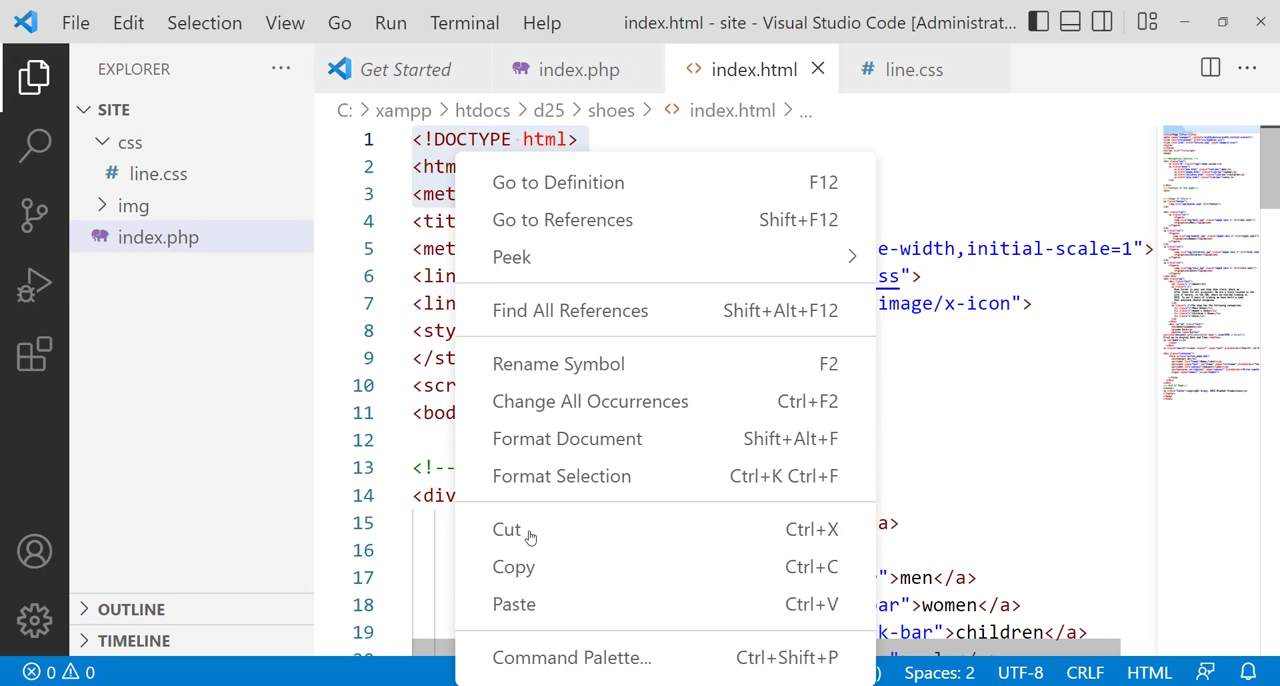 File Edit Selection View Go Run Terminal Help index.html - site - Visual Studio Code [Administrat...
EXPLORER ...
Get Started index.php index.html line.css ...
SITE
css
line.css
img
index.php
OUTLINE
TIMELINE
C: > xampp > htdocs > d25 > shoes > index.html > ...
1 <!DOCTYPE html>
2 <htm
3 <met
4 <tit
5 <met e-width,initial-scale=1">
6 <lin ss">
7 <lin image/x-icon">
8 <sty
9 </st
10 <scr
11 <bod
12
13 <!--
14 <div
15 a>
16
17 ">men</a>
18 ar">women</a>
19 k-bar">children</a>
Go to Definition F12
Go to References Shift+F12
Peek >
Find All References Shift+Alt+F12
Rename Symbol F2
Change All Occurrences Ctrl+F2
Format Document Shift+Alt+F
Format Selection Ctrl+K Ctrl+F
Cut Ctrl+X
Copy Ctrl+C
Paste Ctrl+V
Command Palette... Ctrl+Shift+P
0 0 ) Spaces: 2 UTF-8 CRLF HTML